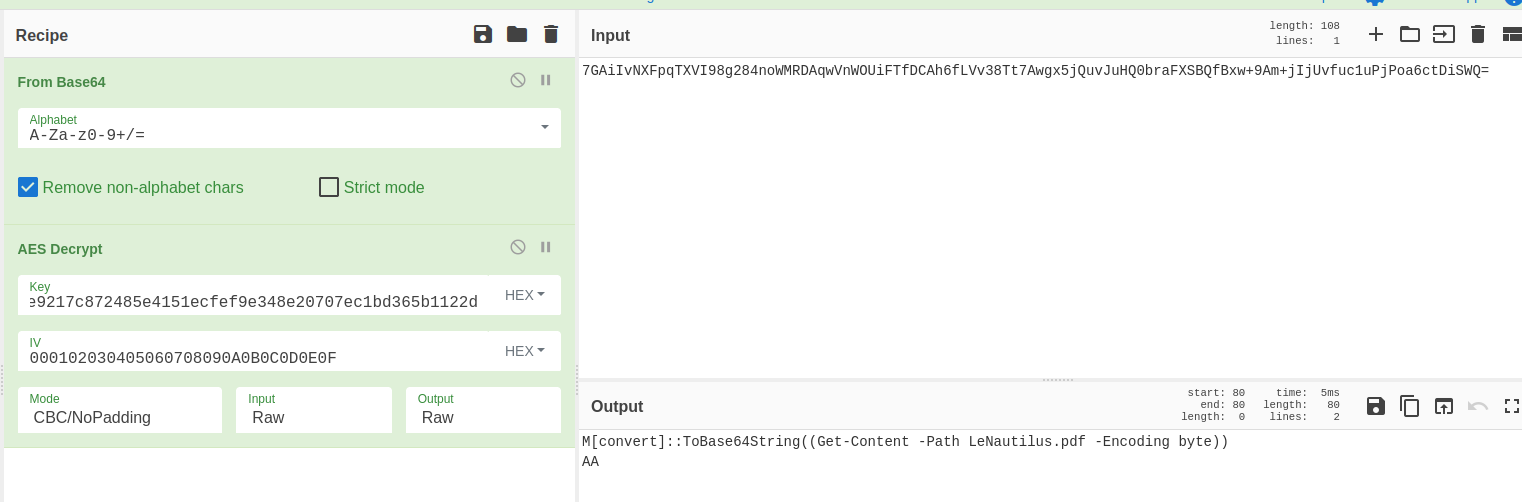 Recipe
From Base64
Alphabet
A-Za-z0-9+/=
Remove non-alphabet chars
Strict mode
AES Decrypt
Key
e9217c872485e4151ecfef9e348e20707ec1bd365b1122d
HEX
IV
000102030405060708090A0B0C0D0E0F
HEX
Mode
CBC/NoPadding
Input
Raw
Output
Raw
Input
length: 108
lines: 1
7GAiIvNXFpqTXVI98g284noWMRDAqwVnWOUiFTfDCAh6fLVv38Tt7Awgx5jQuvJuHQ0braFXSBQfBxw+9Am+jIjUvfuc1uPjPoa6ctDiSWQ=
Output
start: 80
end: 80
length: 0
time: 5ms
length: 80
lines: 2
M[convert]::ToBase64String((Get-Content -Path LeNautilus.pdf -Encoding byte))
AA